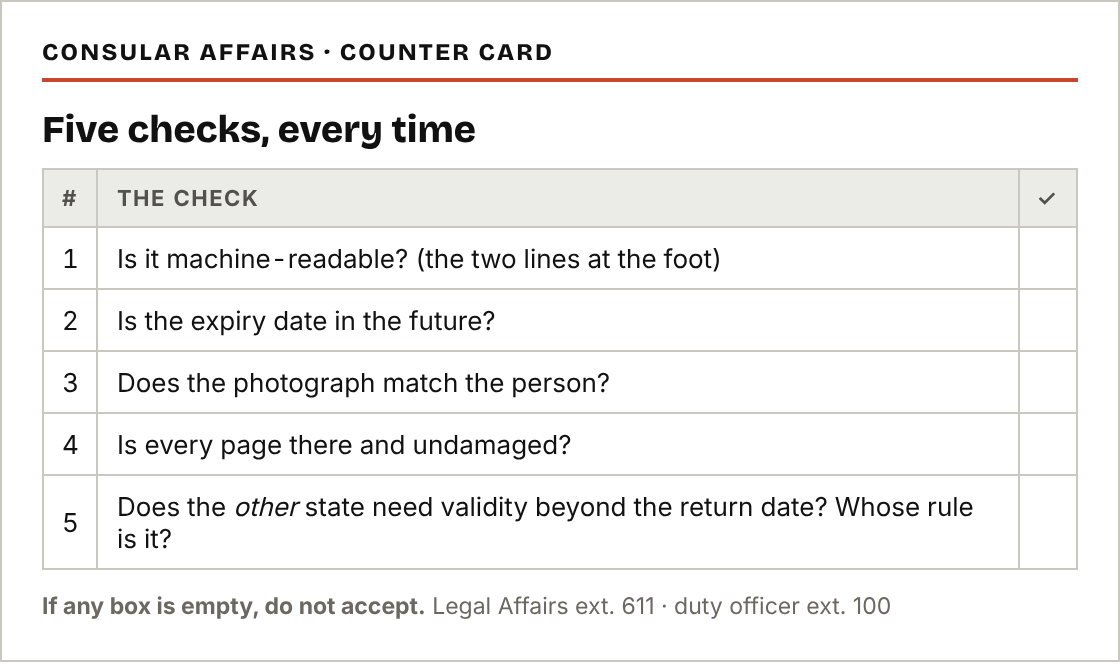 CONSULAR AFFAIRS · COUNTER CARD
Five checks, every time
# THE CHECK ✓
1 Is it machine-readable? (the two lines at the foot)
2 Is the expiry date in the future?
3 Does the photograph match the person?
4 Is every page there and undamaged?
5 Does the other state need validity beyond the return date? Whose rule
is it?
If any box is empty, do not accept. Legal Affairs ext. 611 · duty officer ext. 100